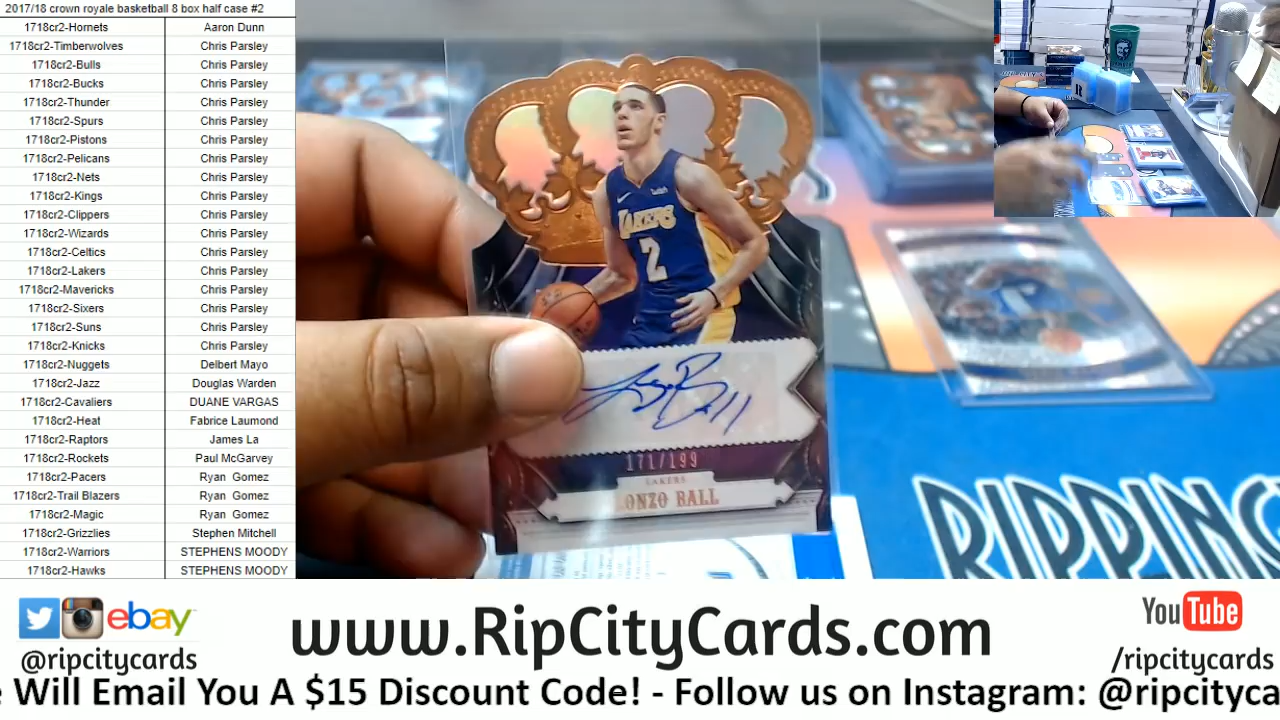 2017/18 crown royale basketball 8 box half case #2
1718cr2-Hornets Aaron Dunn
1718cr2-Timberwolves Chris Parsley
1718cr2-Bulls Chris Parsley
1718cr2-Bucks Chris Parsley
1718cr2-Thunder Chris Parsley
1718cr2-Spurs Chris Parsley
1718cr2-Pistons Chris Parsley
1718cr2-Pelicans Chris Parsley
1718cr2-Nets Chris Parsley
1718cr2-Kings Chris Parsley
1718cr2-Clippers Chris Parsley
1718cr2-Wizards Chris Parsley
1718cr2-Celtics Chris Parsley
1718cr2-Lakers Chris Parsley
1718cr2-Mavericks Chris Parsley
1718cr2-Sixers Chris Parsley
1718cr2-Suns Chris Parsley
1718cr2-Knicks Chris Parsley
1718cr2-Nuggets Delbert Mayo
1718cr2-Jazz Douglas Warden
1718cr2-Cavaliers DUANE VARGAS
1718cr2-Heat Fabrice Laumond
1718cr2-Raptors James La
1718cr2-Rockets Paul McGarvey
1718cr2-Pacers Ryan Gomez
1718cr2-Trail Blazers Ryan Gomez
1718cr2-Magic Ryan Gomez
1718cr2-Grizzlies Stephen Mitchell
1718cr2-Warriors STEPHENS MOODY
1718cr2-Hawks STEPHENS MOODY
LAKERS
2
171/199
LAKERS
ONZO BALL
RIPPING
ebay
@ripcitycards
www.RipCityCards.com
YouTube
/ripcitycards
e Will Email You A $15 Discount Code! - Follow us on Instagram: @ripcityca